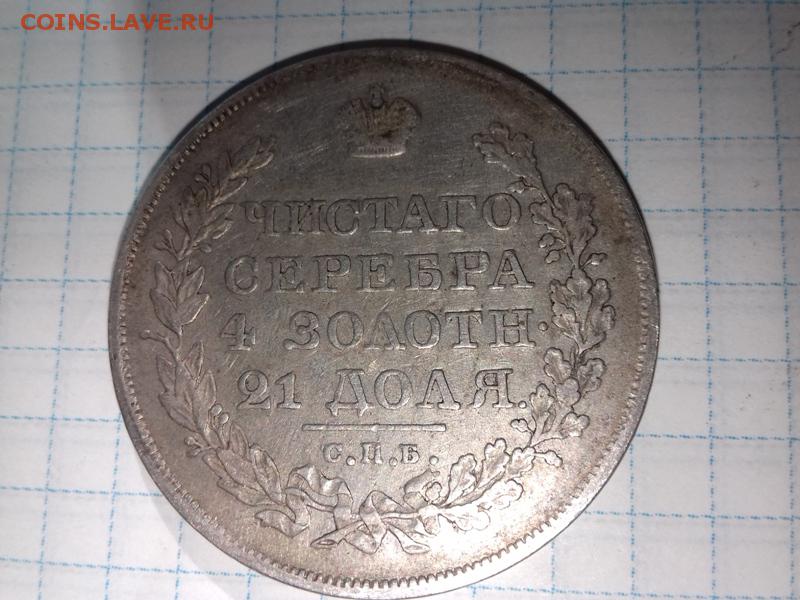 COINS.LAVE.RU
ЧИСТАГО
СЕРЕБРА
4 ЗОЛОТН·
21 ДОЛЯ.
С.П.Б.